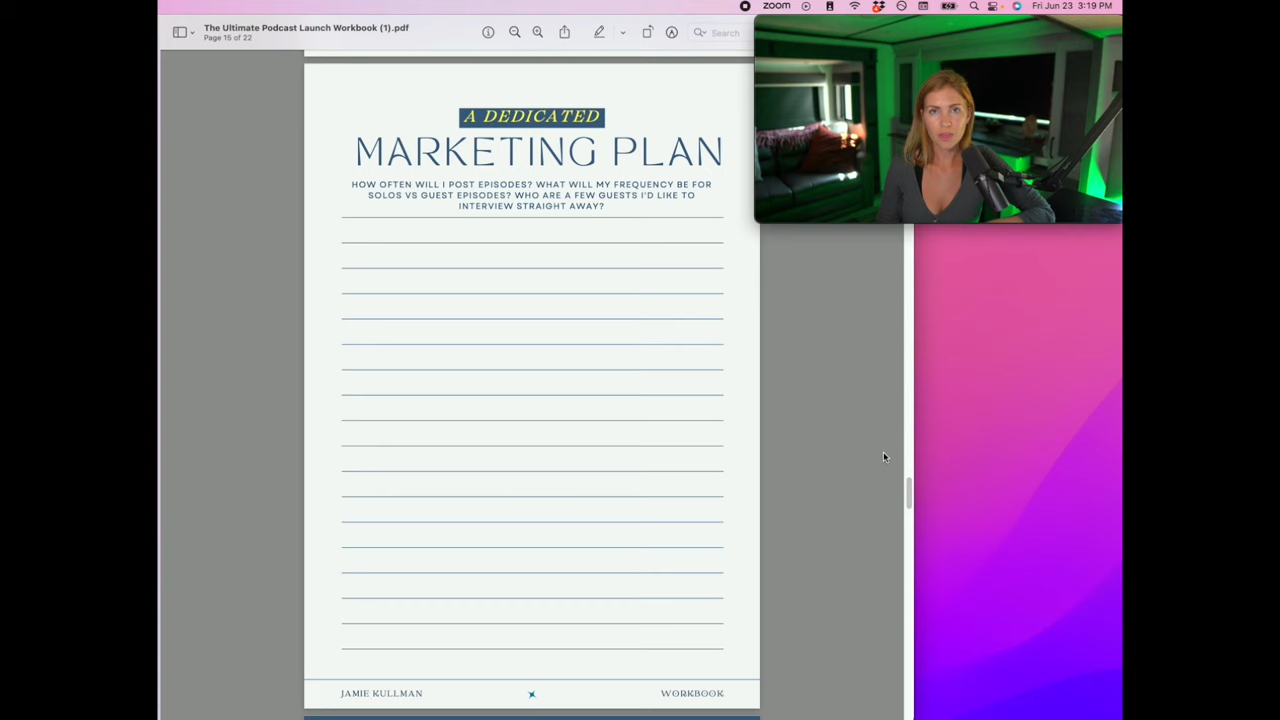 zoom
Fri Jun 23 3:19 PM
The Ultimate Podcast Launch Workbook (1).pdf
Page 15 of 22
Search
A DEDICATED
MARKETING PLAN
HOW OFTEN WILL I POST EPISODES? WHAT WILL MY FREQUENCY BE FOR
SOLOS VS GUEST EPISODES? WHO ARE A FEW GUESTS I'D LIKE TO
INTERVIEW STRAIGHT AWAY?
JAMIE KULLMAN
WORKBOOK